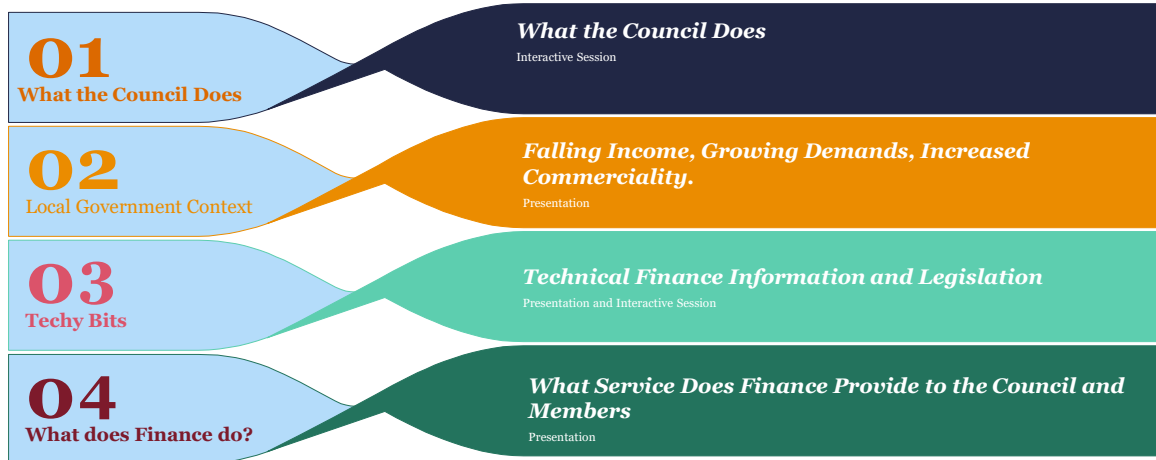 01
What the Council Does
What the Council Does
Interactive Session
02
Local Government Context
Falling Income, Growing Demands, Increased
Commerciality.
Presentation
03
Techy Bits
Technical Finance Information and Legislation
Presentation and Interactive Session
04
What does Finance do?
What Service Does Finance Provide to the Council and
Members
Presentation